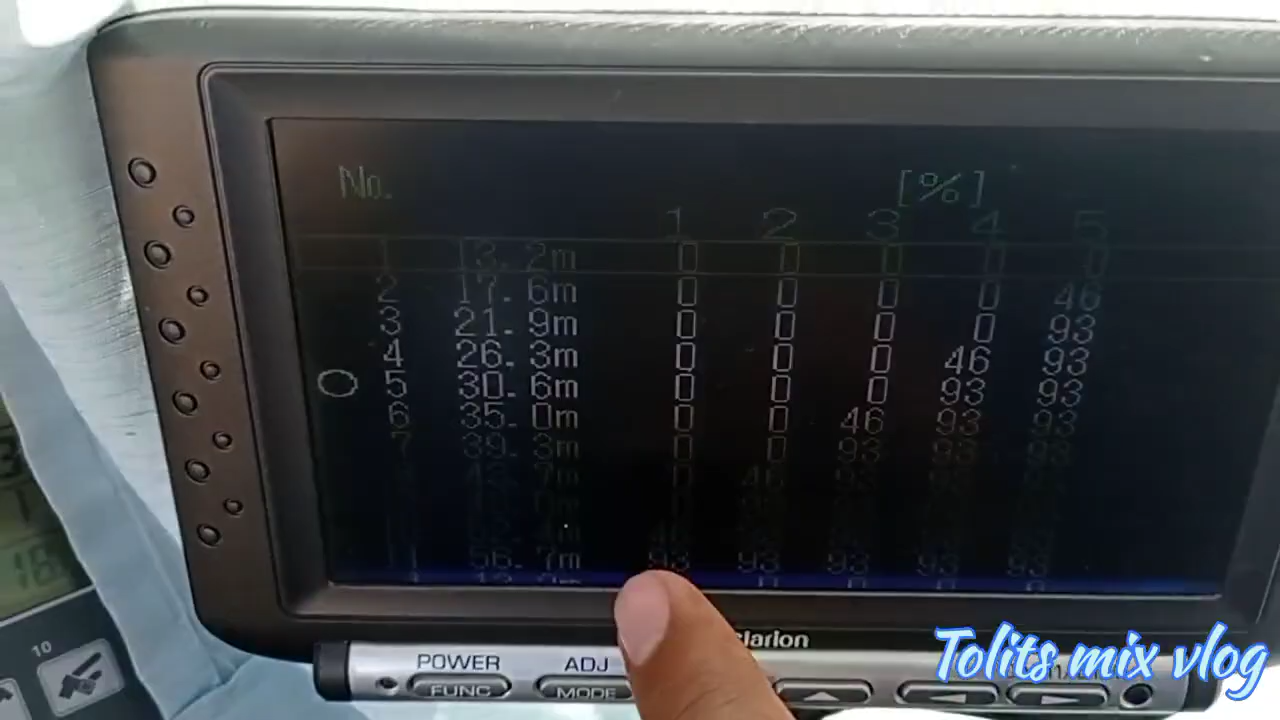 No. [%]
1 2 3 4 5
1 13.2m 0 0 0 0 0
2 17.6m 0 0 0 0 46
3 21.9m 0 0 0 0 93
4 26.3m 0 0 0 46 93
5 30.6m 0 0 0 93 93
6 35.0m 0 0 46 93 93
7 39.3m 0 0 93 93 93
56.7m 93 93 93 93 93
clarion
POWER ADJ
FUNC MODE
10
Tolits mix vlog